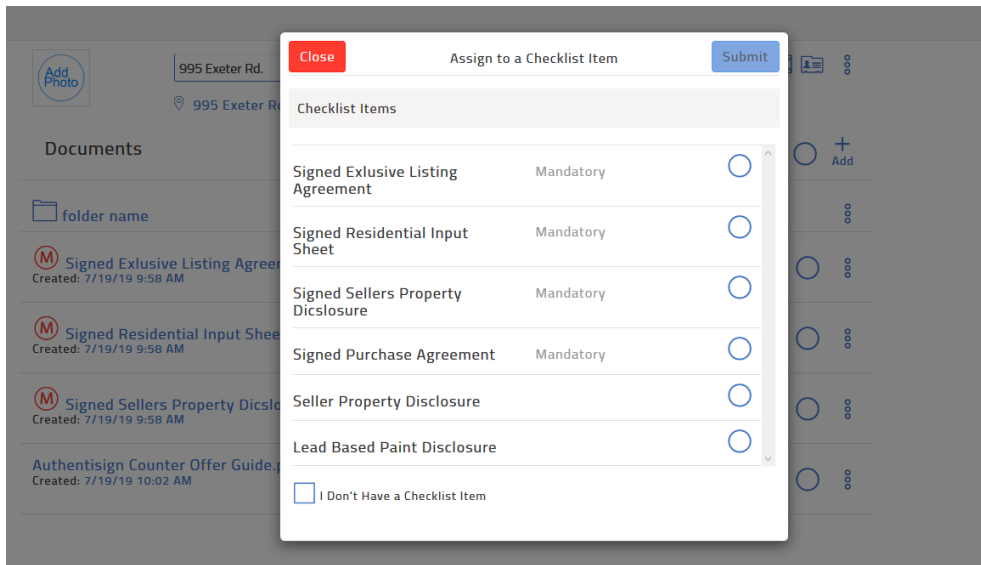 Add
Photo
995 Exeter Rd.
995 Exeter
Documents
Add
folder name
M
Signed Exlusive Listing
Created: 7/19/19 9:58 AM
M
Signed Residential Input
Created: 7/19/19 9:58 AM
M
Signed Sellers Property
Created: 7/19/19 9:58 AM
Authentisign Counter Offer
Created: 7/19/19 10:02 AM
Close
Assign to a Checklist Item
Submit
Checklist Items
Signed Exlusive Listing
Agreement
Mandatory
Signed Residential Input
Sheet
Mandatory
Signed Sellers Property
Dicslosure
Mandatory
Signed Purchase Agreement
Mandatory
Seller Property Disclosure
Lead Based Paint Disclosure
I Don't Have a Checklist Item